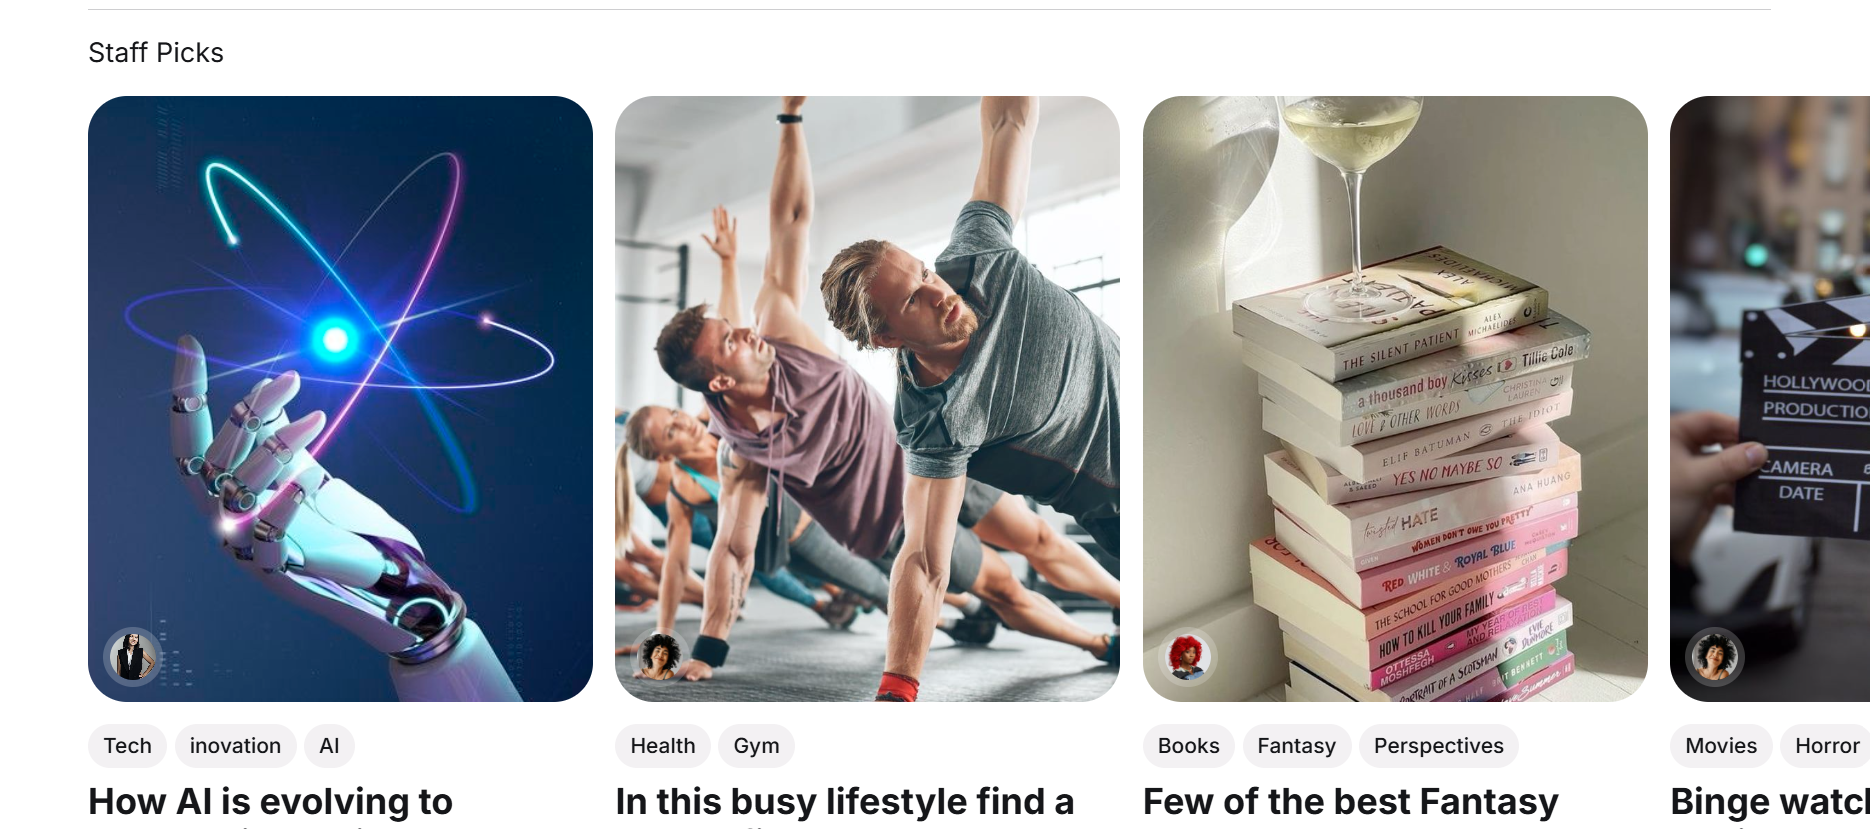 Staff Picks
THE SILENT PATIENT
ALEX
MICHAELIDES
a thousand boy Kisses
Tillie Cole
LOVE & OTHER WORDS
CHRISTINA
LAUREN
ELIF BATUMAN
THE IDIOT
YES NO MAYBE SO
ANA HUANG
twisted HATE
WOMEN DON'T OWE YOU PRETTY
RED WHITE & ROYAL BLUE
THE SCHOOL FOR GOOD MOTHERS
HOW TO KILL YOUR FAMILY
MY YEAR OF REST
AND RELAXATION
OTTESSA
MOSHFEGH
EVIE
DUNMORE
PORTRAIT OF A SCOTSMAN
HOLLYWOOD
PRODUCTIO
CAMERA
DATE
Tech
inovation
AI
Health
Gym
Books
Fantasy
Perspectives
Movies
Horror
How AI is evolving to
In this busy lifestyle find a
Few of the best Fantasy
Binge watch